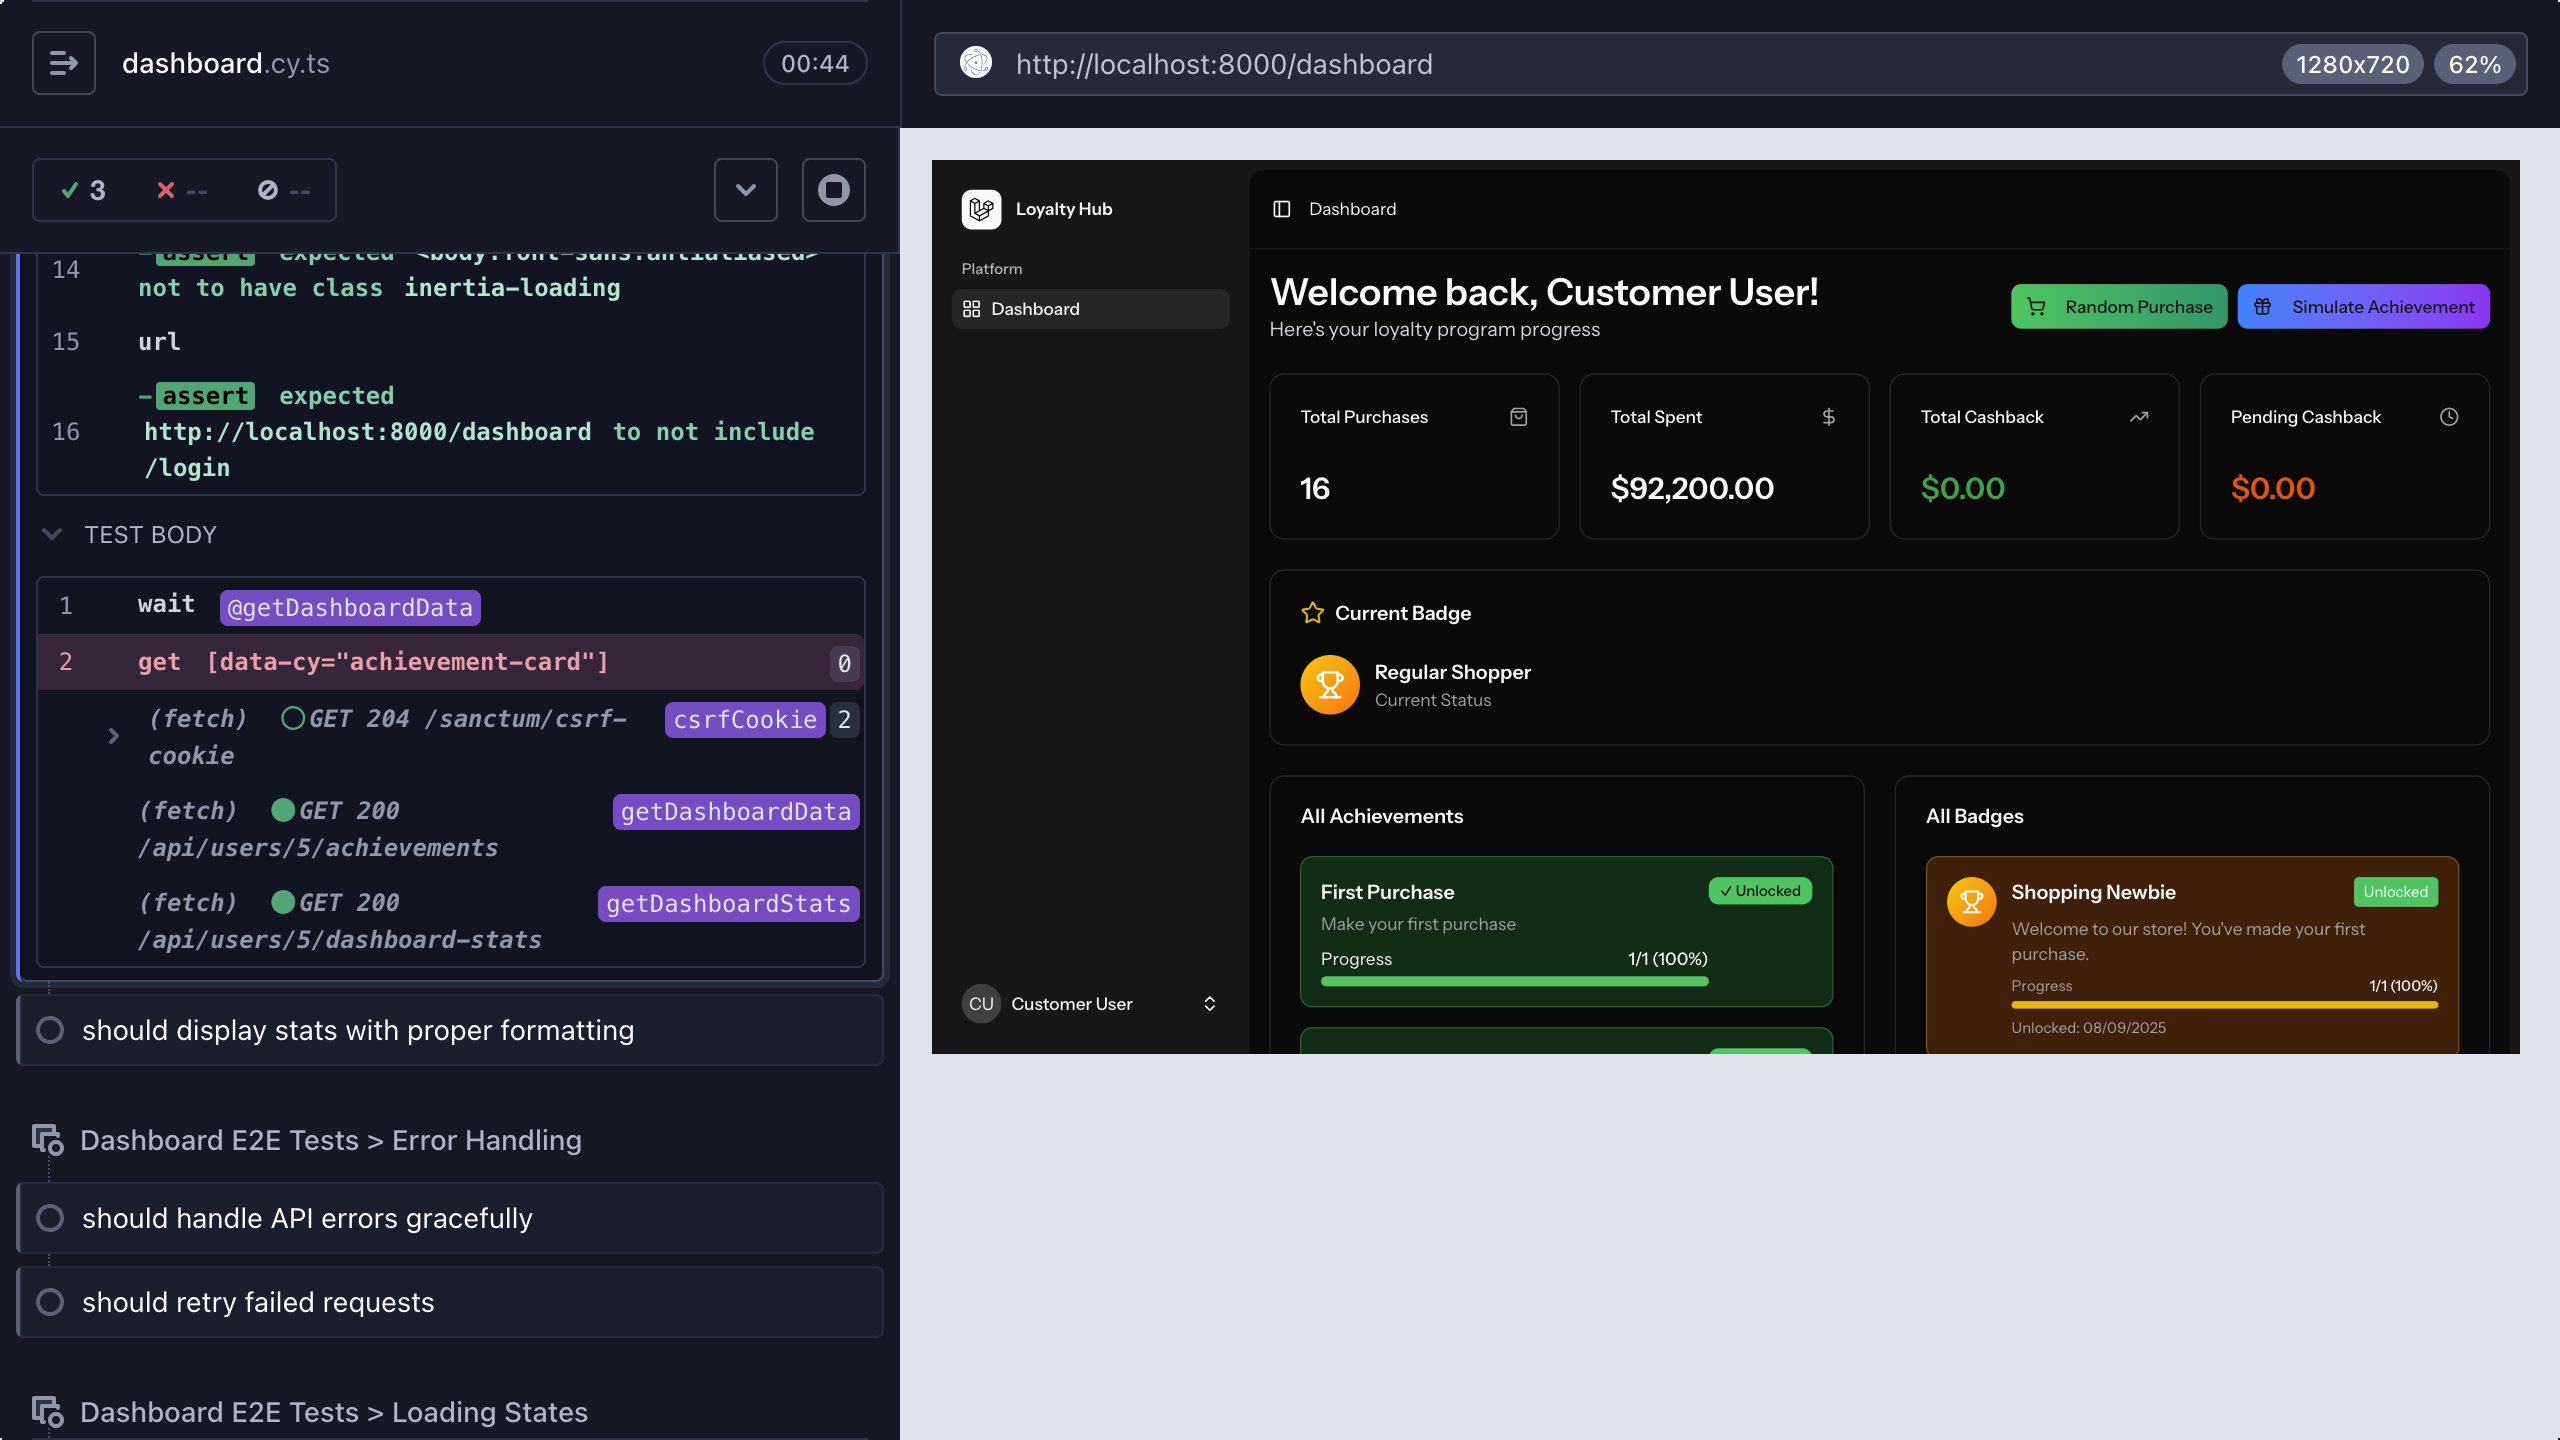 dashboard.cy.ts
00:44
3
--
--
14
–assert expected <body.font-sans.antialiased>
not to have class inertia-loading
15
url
–assert expected
16
http://localhost:8000/dashboard to not include
/login
TEST BODY
1
wait @getDashboardData
2
get [data-cy="achievement-card"]
0
(fetch) GET 204 /sanctum/csrf-
cookie
csrfCookie
2
(fetch) GET 200
/api/users/5/achievements
getDashboardData
(fetch) GET 200
/api/users/5/dashboard-stats
getDashboardStats
should display stats with proper formatting
Dashboard E2E Tests > Error Handling
should handle API errors gracefully
should retry failed requests
Dashboard E2E Tests > Loading States
http://localhost:8000/dashboard
1280x720
62%
Loyalty Hub
Platform
Dashboard
CU
Customer User
Dashboard
Welcome back, Customer User!
Here's your loyalty program progress
Random Purchase
Simulate Achievement
Total Purchases
16
Total Spent
$92,200.00
Total Cashback
$0.00
Pending Cashback
$0.00
Current Badge
Regular Shopper
Current Status
All Achievements
First Purchase
✓ Unlocked
Make your first purchase
Progress
1/1 (100%)
All Badges
Shopping Newbie
Unlocked
Welcome to our store! You've made your first
purchase.
Progress
1/1 (100%)
Unlocked: 08/09/2025